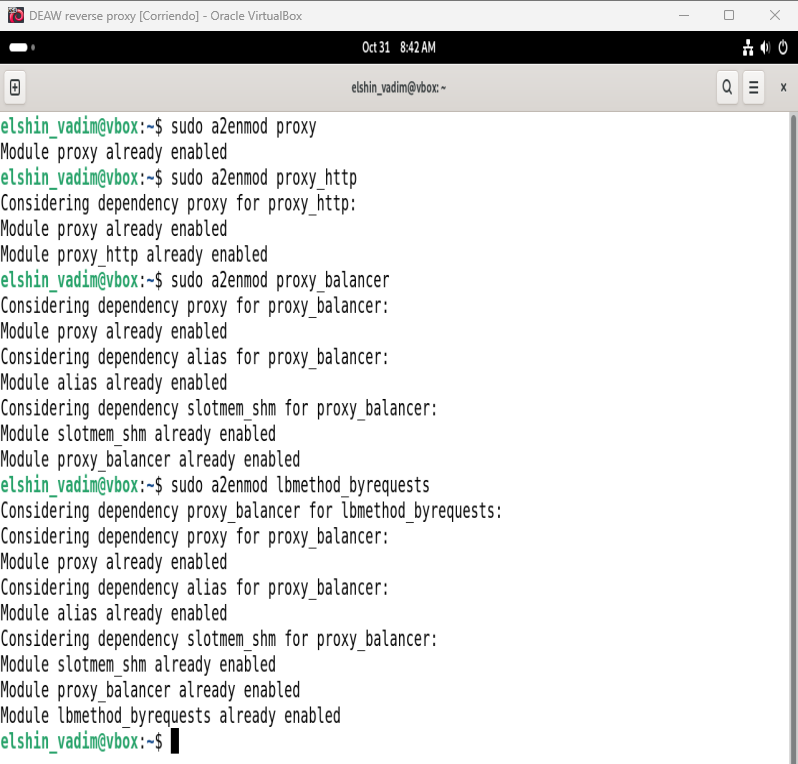 DEAW reverse proxy [Corriendo] - Oracle VirtualBox
Oct 31 8:42 AM
elshin_vadim@vbox: ~
elshin_vadim@vbox:~$ sudo a2enmod proxy
Module proxy already enabled
elshin_vadim@vbox:~$ sudo a2enmod proxy_http
Considering dependency proxy for proxy_http:
Module proxy already enabled
Module proxy_http already enabled
elshin_vadim@vbox:~$ sudo a2enmod proxy_balancer
Considering dependency proxy for proxy_balancer:
Module proxy already enabled
Considering dependency alias for proxy_balancer:
Module alias already enabled
Considering dependency slotmem_shm for proxy_balancer:
Module slotmem_shm already enabled
Module proxy_balancer already enabled
elshin_vadim@vbox:~$ sudo a2enmod lbmethod_byrequests
Considering dependency proxy_balancer for lbmethod_byrequests:
Considering dependency proxy for proxy_balancer:
Module proxy already enabled
Considering dependency alias for proxy_balancer:
Module alias already enabled
Considering dependency slotmem_shm for proxy_balancer:
Module slotmem_shm already enabled
Module proxy_balancer already enabled
Module lbmethod_byrequests already enabled
elshin_vadim@vbox:~$